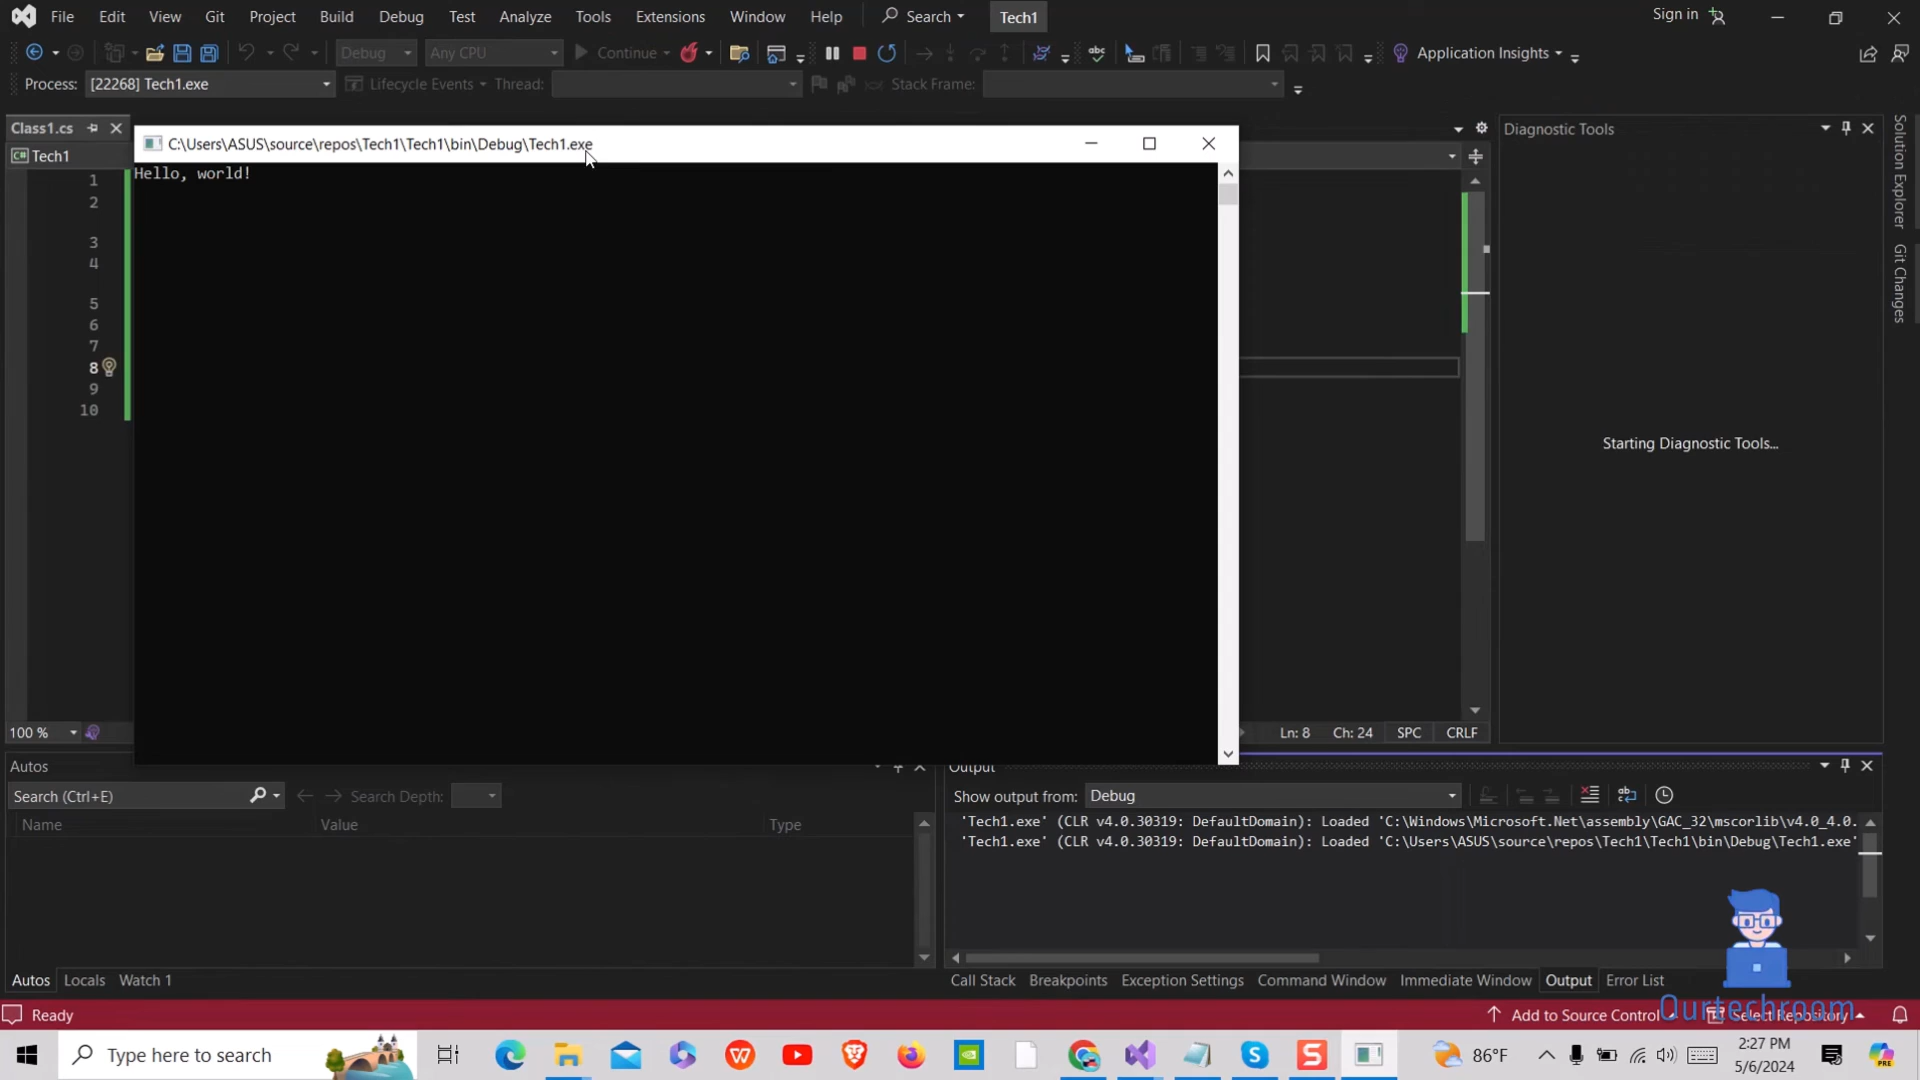 File Edit View Git Project Build Debug Test Analyze Tools Extensions Window Help Search Tech1 Sign in
Debug Any CPU Continue abc Application Insights
Process: [22268] Tech1.exe Lifecycle Events Thread: Stack Frame:
Class1.cs
C:\Users\ASUS\source\repos\Tech1\Tech1\bin\Debug\Tech1.exe
Diagnostic Tools
C# Tech1
Hello, world!
1
2
3
4
5
6
7
8
9
10
Starting Diagnostic Tools...
Solution Explorer
Git Changes
100 %
Ln: 8 Ch: 24 SPC CRLF
Autos
Search (Ctrl+E) Search Depth:
Name Value Type
Output
Show output from: Debug
'Tech1.exe' (CLR v4.0.30319: DefaultDomain): Loaded 'C:\Windows\Microsoft.Net\assembly\GAC_32\mscorlib\v4.0_4.0.
'Tech1.exe' (CLR v4.0.30319: DefaultDomain): Loaded 'C:\Users\ASUS\source\repos\Tech1\Tech1\bin\Debug\Tech1.exe'
Autos Locals Watch 1
Call Stack Breakpoints Exception Settings Command Window Immediate Window Output Error List
Ready
Add to Source Control Select Repository
Ourtechroom
Type here to search
86°F
2:27 PM
5/6/2024
PRE